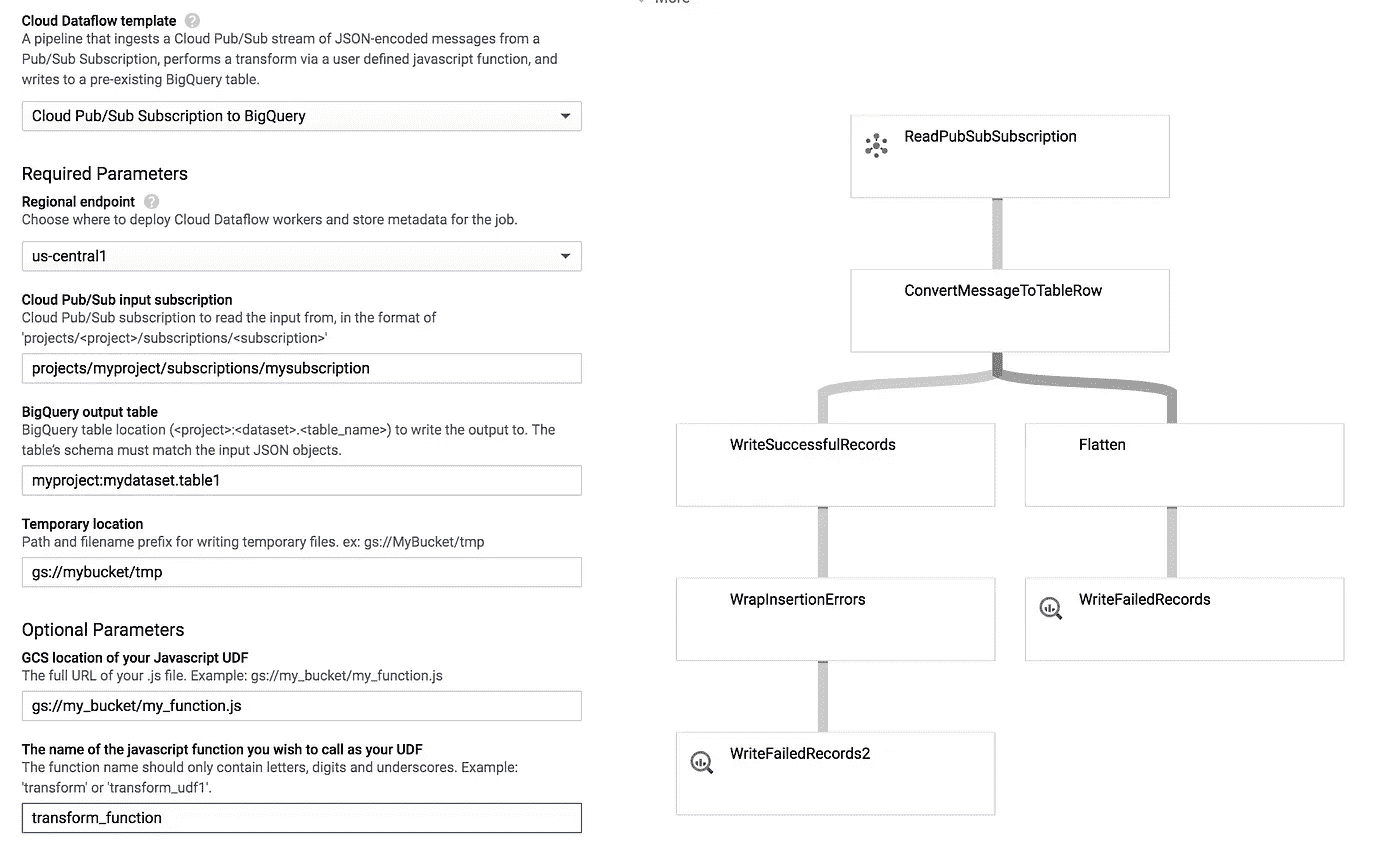 More
Cloud Dataflow template ?
A pipeline that ingests a Cloud Pub/Sub stream of JSON-encoded messages from a
Pub/Sub Subscription, performs a transform via a user defined javascript function, and
writes to a pre-existing BigQuery table.
Cloud Pub/Sub Subscription to BigQuery
Required Parameters
Regional endpoint ?
Choose where to deploy Cloud Dataflow workers and store metadata for the job.
us-central1
Cloud Pub/Sub input subscription
Cloud Pub/Sub subscription to read the input from, in the format of
'projects/<project>/subscriptions/<subscription>'
projects/myproject/subscriptions/mysubscription
BigQuery output table
BigQuery table location (<project>:<dataset>.<table_name>) to write the output to. The
table's schema must match the input JSON objects.
myproject:mydataset.table1
Temporary location
Path and filename prefix for writing temporary files. ex: gs://MyBucket/tmp
gs://mybucket/tmp
Optional Parameters
GCS location of your Javascript UDF
The full URL of your .js file. Example: gs://my_bucket/my_function.js
gs://my_bucket/my_function.js
The name of the javascript function you wish to call as your UDF
The function name should only contain letters, digits and underscores. Example:
'transform' or 'transform_udf1'.
transform_function
ReadPubSubSubscription
ConvertMessageToTableRow
WriteSuccessfulRecords
Flatten
WrapInsertionErrors
WriteFailedRecords
WriteFailedRecords2